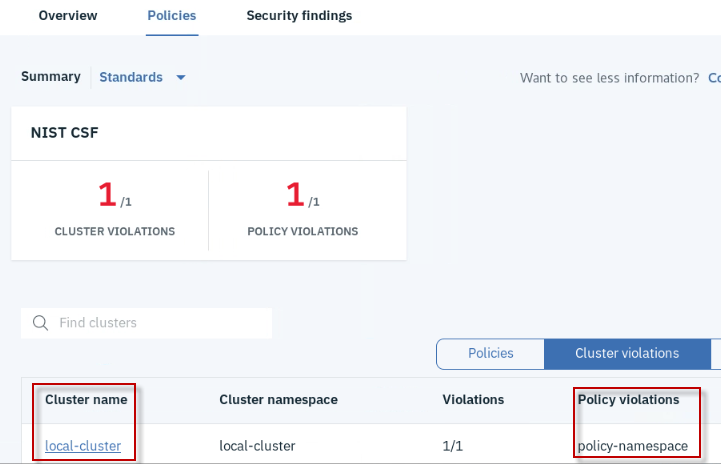 Overview Policies Security findings
Summary Standards Want to see less information?
NIST CSF
1 /1 1 /1
CLUSTER VIOLATIONS POLICY VIOLATIONS
Find clusters
Policies Cluster violations
Cluster name Cluster namespace Violations Policy violations
local-cluster local-cluster 1/1 policy-namespace